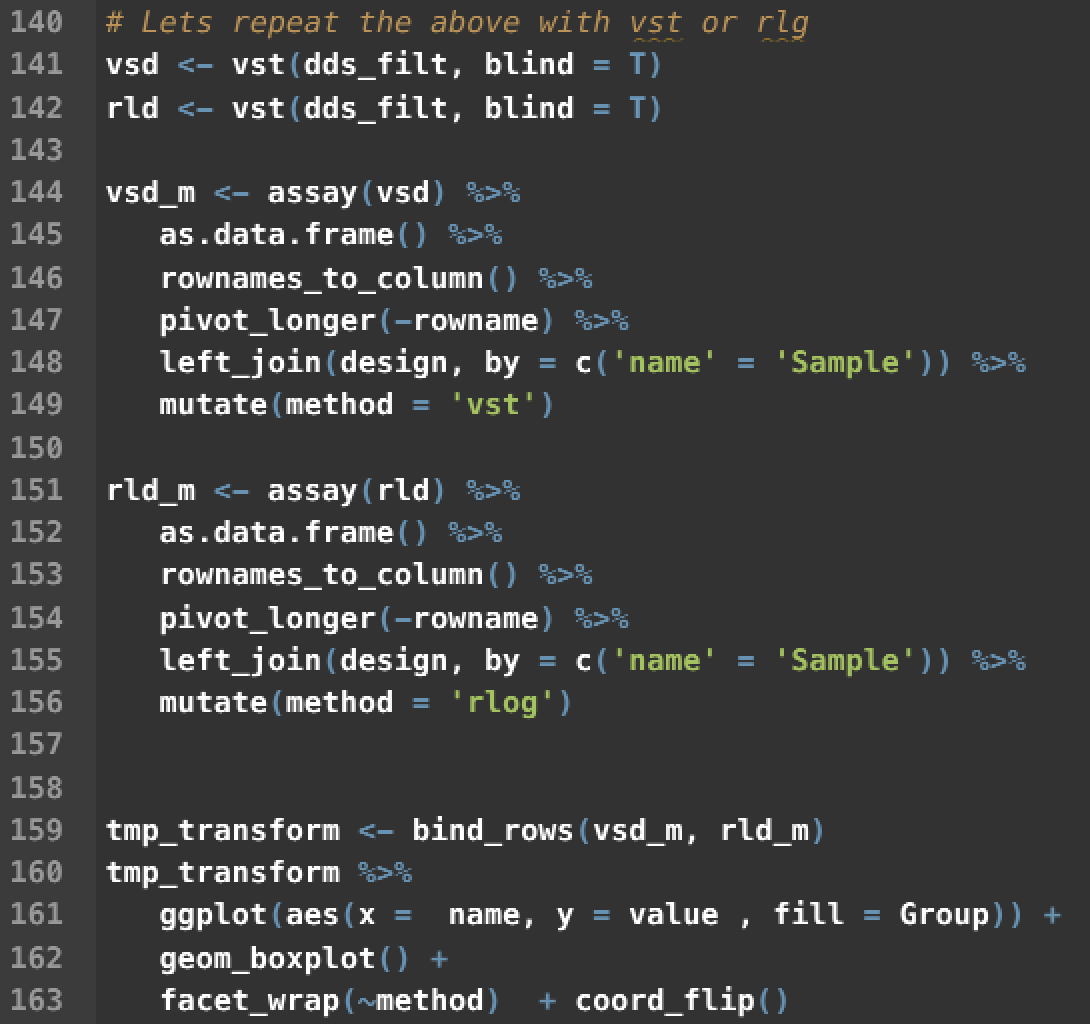 140 # Lets repeat the above with vst or rlg
141 vsd <- vst(dds_filt, blind = T)
142 rld <- vst(dds_filt, blind = T)
143
144 vsd_m <- assay(vsd) %>%
145    as.data.frame() %>%
146    rownames_to_column() %>%
147    pivot_longer(-rowname) %>%
148    left_join(design, by = c('name' = 'Sample')) %>%
149    mutate(method = 'vst')
150
151 rld_m <- assay(rld) %>%
152    as.data.frame() %>%
153    rownames_to_column() %>%
154    pivot_longer(-rowname) %>%
155    left_join(design, by = c('name' = 'Sample')) %>%
156    mutate(method = 'rlog')
157
158
159 tmp_transform <- bind_rows(vsd_m, rld_m)
160 tmp_transform %>%
161    ggplot(aes(x =  name, y = value , fill = Group)) +
162    geom_boxplot() +
163    facet_wrap(~method)  + coord_flip()